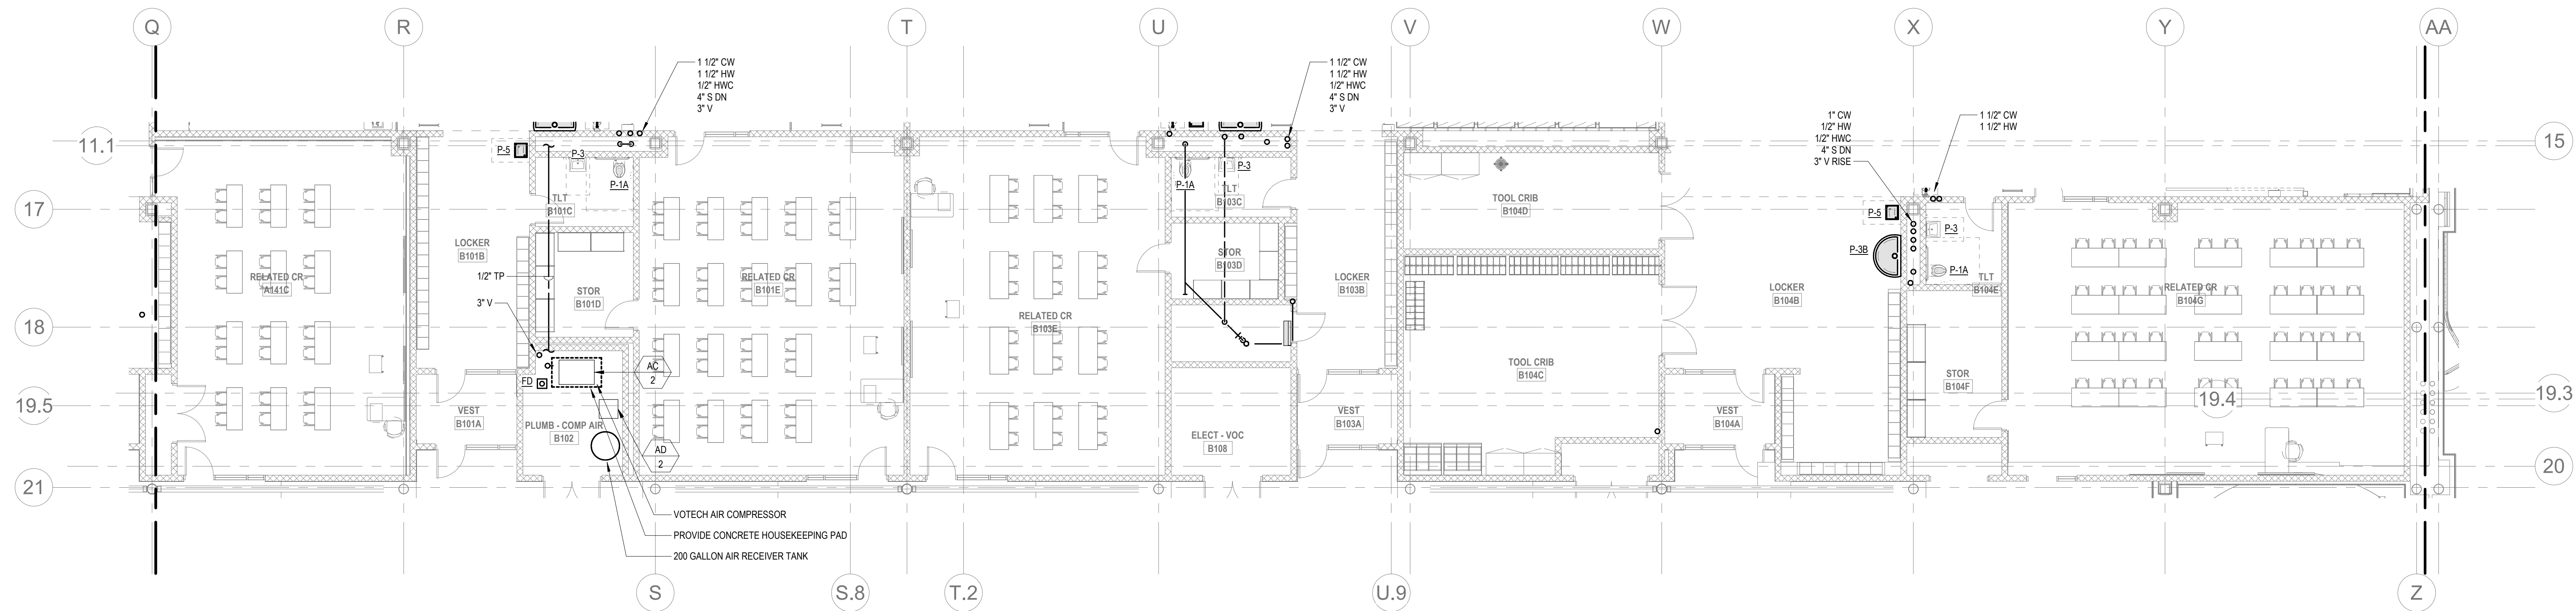 Q
R
T
U
V
W
X
Y
AA
1 1/2" CW
1 1/2" HW
1/2" HWC
4" S DN
3" V
1 1/2" CW
1 1/2" HW
1/2" HWC
4" S DN
3" V
1" CW
1/2" HW
1/2" HWC
4" S DN
3" V RISE
1 1/2" CW
1 1/2" HW
11.1
15
P-5
P-3
P-1A
TLT
B101C
P-1A
P-3
TLT
B103C
TOOL CRIB
B104D
17
P-5
P-3
P-3B
P-1A
TLT
B104E
LOCKER
B101B
STOR
B103D
RELATED CR
A141C
1/2" TP
STOR
B101D
RELATED CR
B101E
LOCKER
B103B
LOCKER
B104B
RELATED CR
B104G
3" V
RELATED CR
B103E
18
AC
2
FD
TOOL CRIB
B104C
STOR
B104F
19.5
19.4
19.3
VEST
B101A
PLUMB - COMP AIR
B102
AD
2
ELECT - VOC
B108
VEST
B103A
VEST
B104A
20
21
VOTECH AIR COMPRESSOR
PROVIDE CONCRETE HOUSEKEEPING PAD
200 GALLON AIR RECEIVER TANK
S
S.8
T.2
U.9
Z